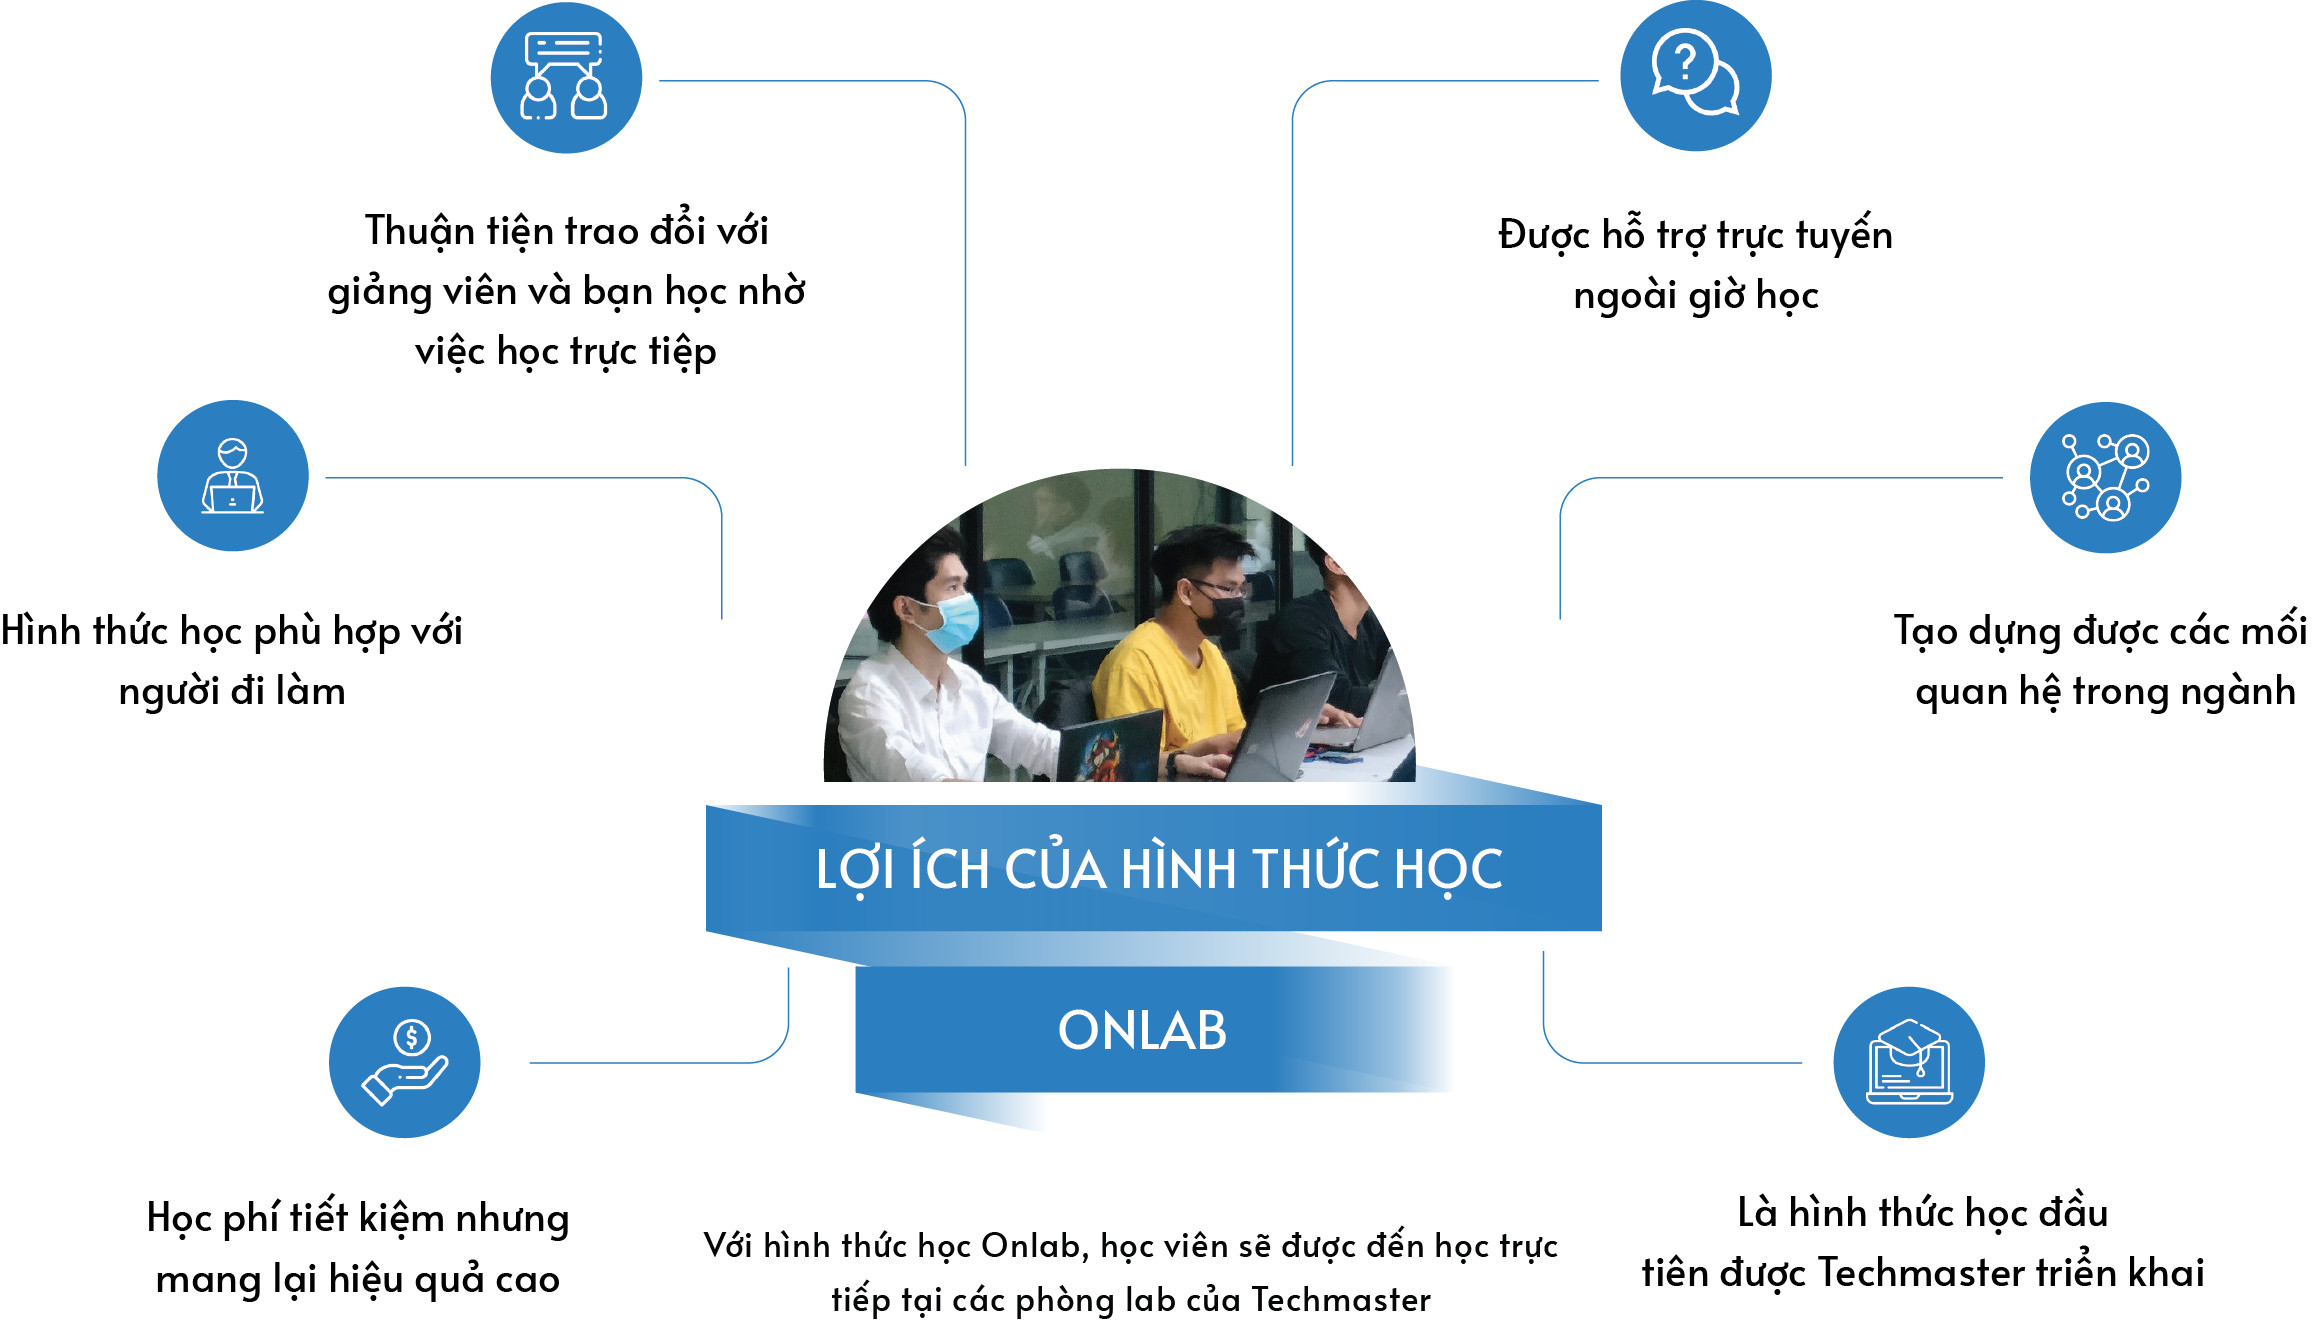 Thuận tiện trao đổi với
giảng viên và bạn học nhờ
việc học trực tiếp
Được hỗ trợ trực tuyến
ngoài giờ học
Hình thức học phù hợp với
người đi làm
Tạo dựng được các mối
quan hệ trong ngành
LỢI ÍCH CỦA HÌNH THỨC HỌC
ONLAB
Học phí tiết kiệm nhưng
mang lại hiệu quả cao
Với hình thức học Onlab, học viên sẽ được đến học trực
tiếp tại các phòng lab của Techmaster
Là hình thức học đầu
tiên được Techmaster triển khai